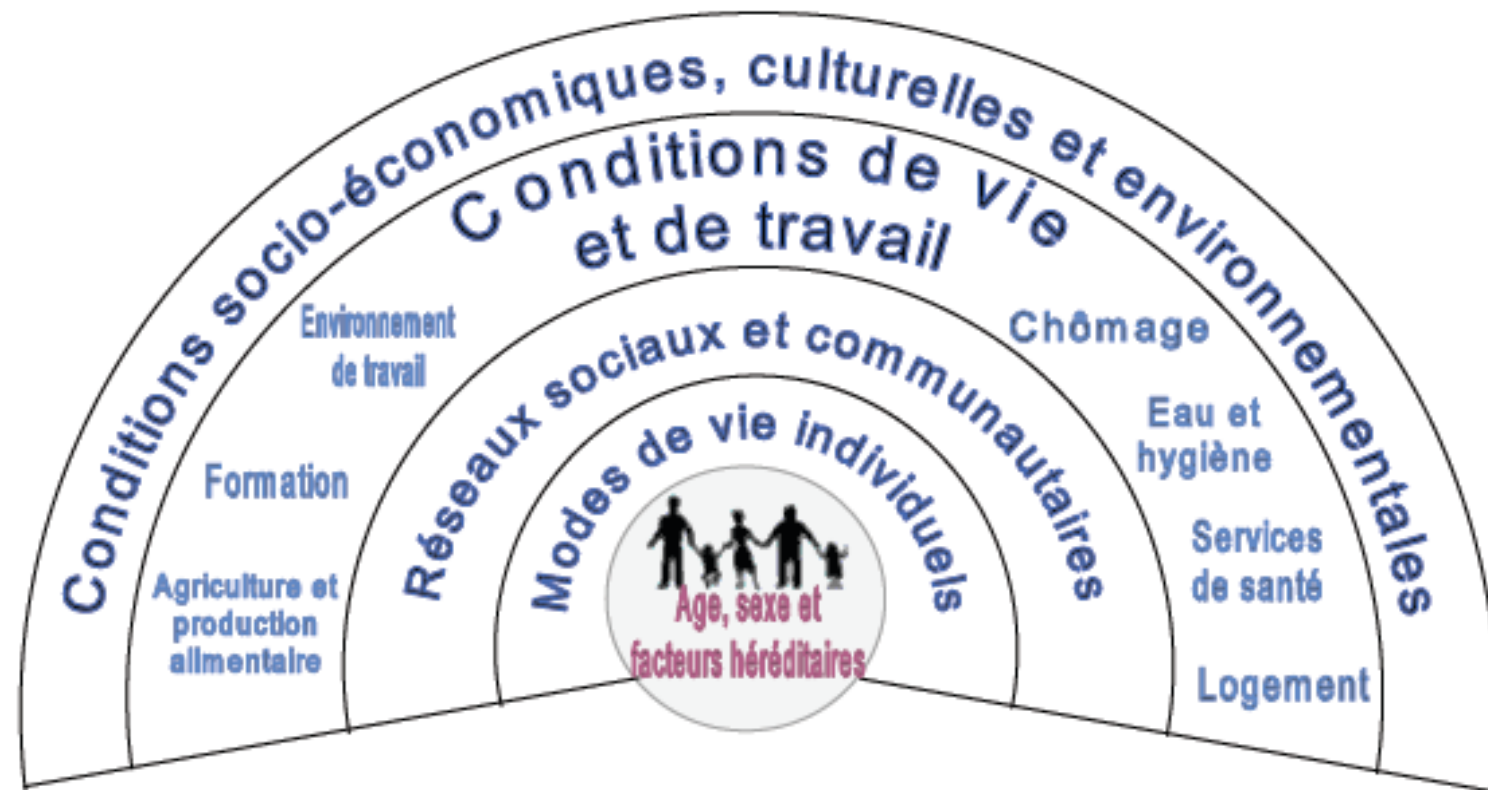 Conditions socio-économiques, culturelles et environnementales
Conditions de vie
et de travail
Environnement
de travail
Formation
Agriculture et
production
alimentaire
Chômage
Eau et
hygiène
Services
de santé
Logement
Réseaux sociaux et communautaires
Modes de vie individuels
Age, sexe et
facteurs héréditaires